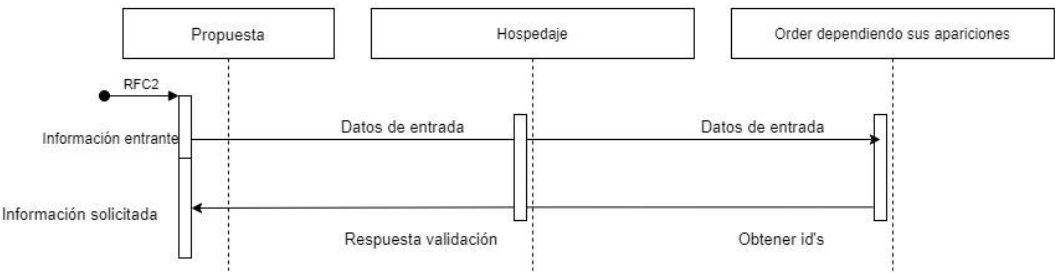 Propuesta
Hospedaje
Order dependiendo sus apariciones
RFC2
Información entrante
Datos de entrada
Datos de entrada
Información solicitada
Respuesta validación
Obtener id's